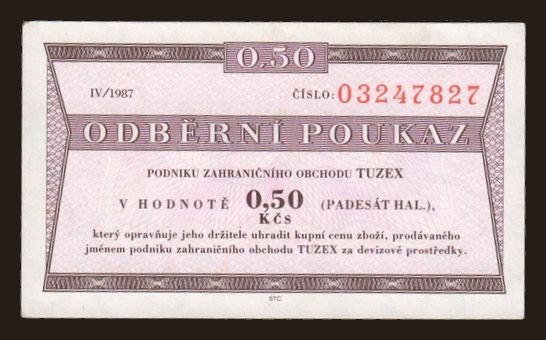 0.50
IV/1987
ČÍSLO: 03247827
ODBĚRNÍ POUKAZ
PODNIKU ZAHRANIČNÍHO OBCHODU TUZEX
V HODNOTĚ 0,50 (PADESÁT HAL.),
Kčs
který opravňuje jeho držitele uhradit kupní cenu zboží, prodávaného
jménem podniku zahraničního obchodu TUZEX za devizové prostředky.
STC